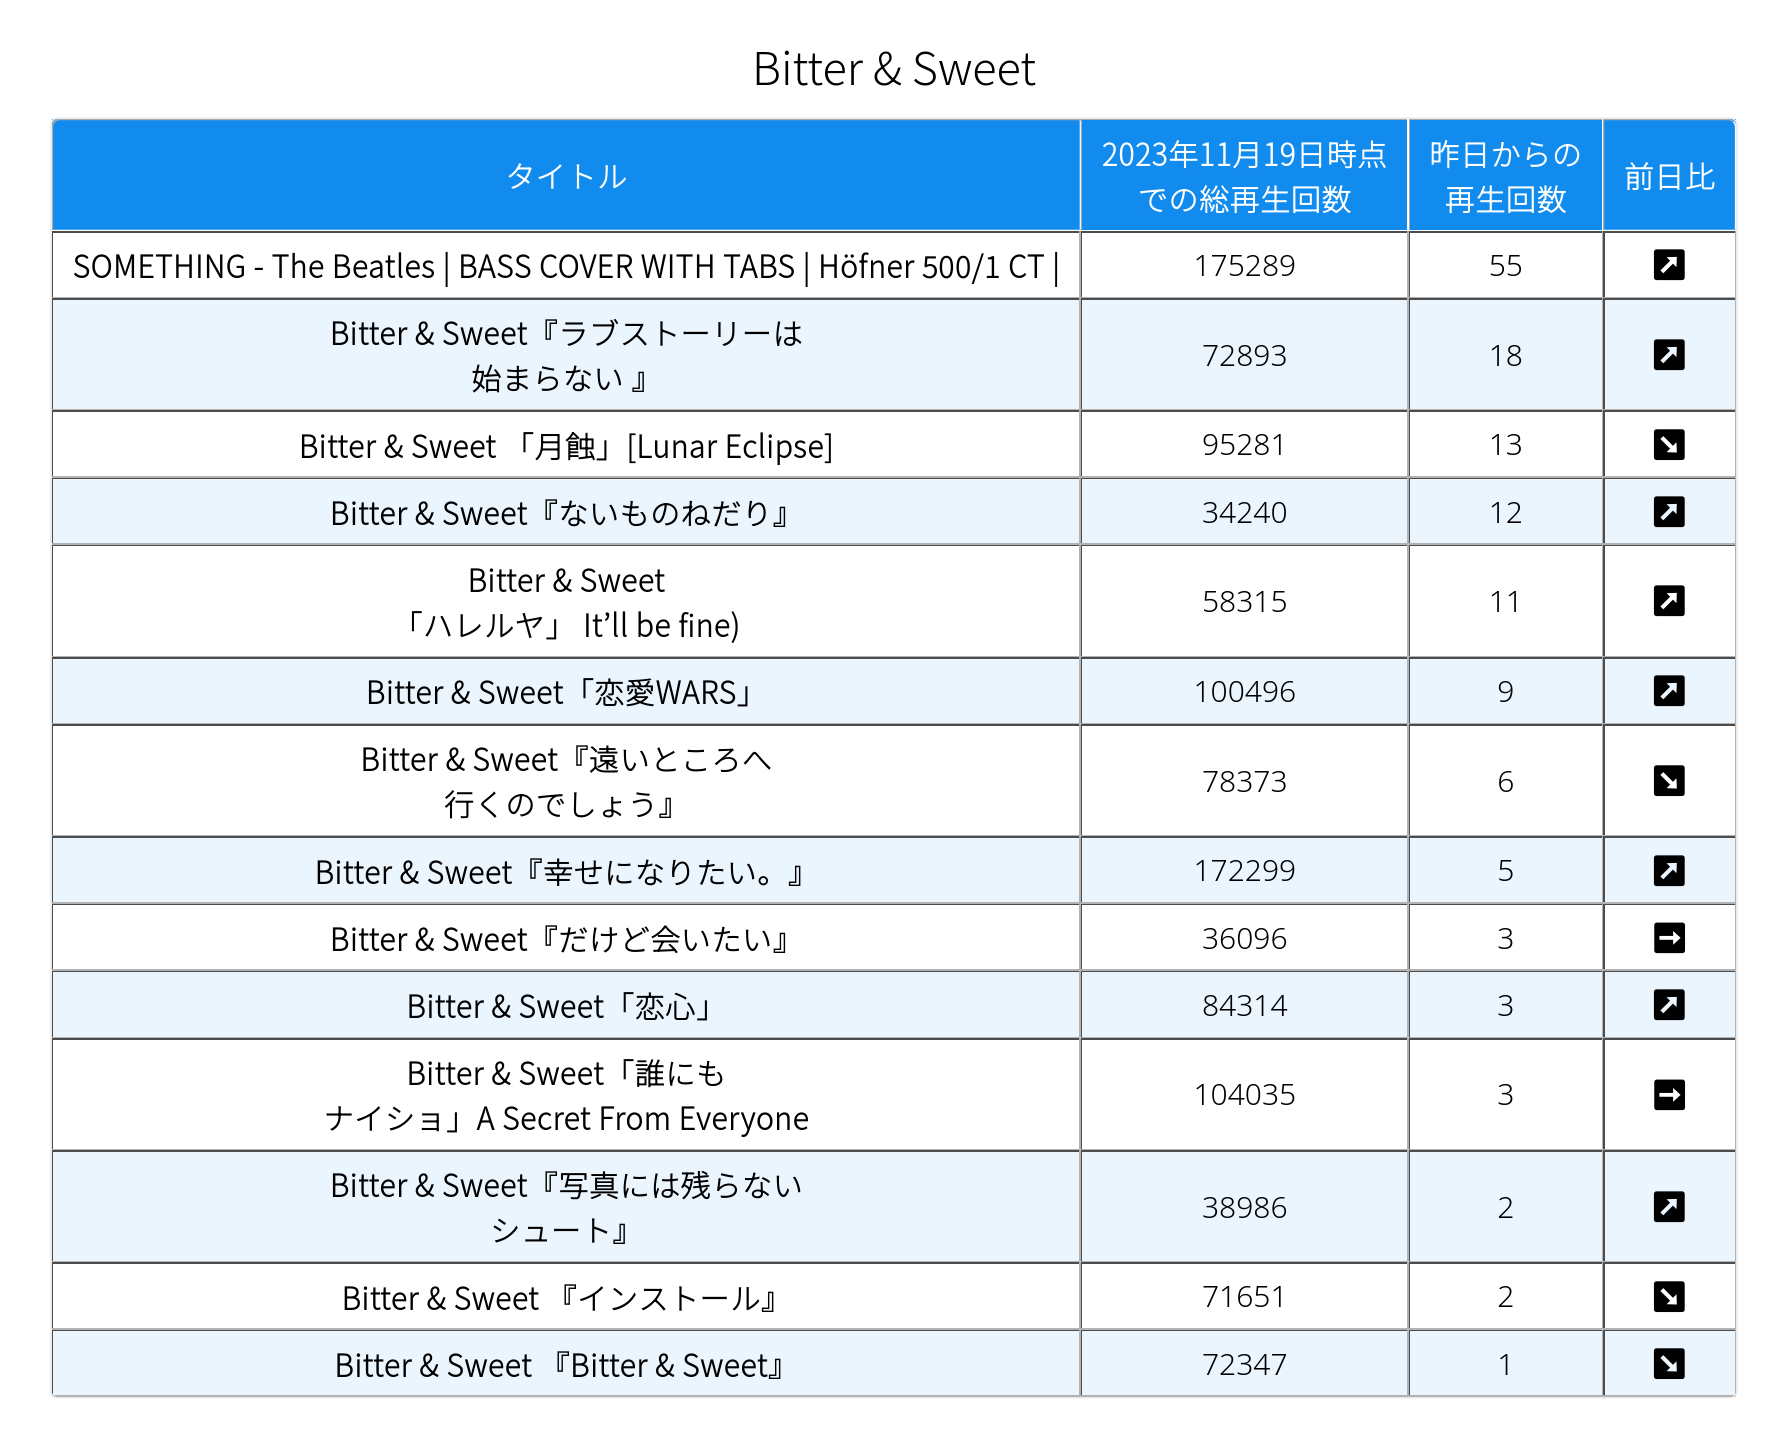 Bitter & Sweet
タイトル
2023年11月19日時点
での総再生回数
昨日からの
再生回数
前日比
SOMETHING - The Beatles | BASS COVER WITH TABS | Höfner 500/1 CT |
175289
55
Bitter & Sweet『ラブストーリーは
始まらない 』
72893
18
Bitter & Sweet 「月蝕」[Lunar Eclipse]
95281
13
Bitter & Sweet『ないものねだり』
34240
12
Bitter & Sweet
「ハレルヤ」 It’ll be fine)
58315
11
Bitter & Sweet「恋愛WARS」
100496
9
Bitter & Sweet『遠いところへ
行くのでしょう』
78373
6
Bitter & Sweet『幸せになりたい。』
172299
5
Bitter & Sweet『だけど会いたい』
36096
3
Bitter & Sweet「恋心」
84314
3
Bitter & Sweet「誰にも
ナイショ」A Secret From Everyone
104035
3
Bitter & Sweet『写真には残らない
シュート』
38986
2
Bitter & Sweet 『インストール』
71651
2
Bitter & Sweet 『Bitter & Sweet』
72347
1